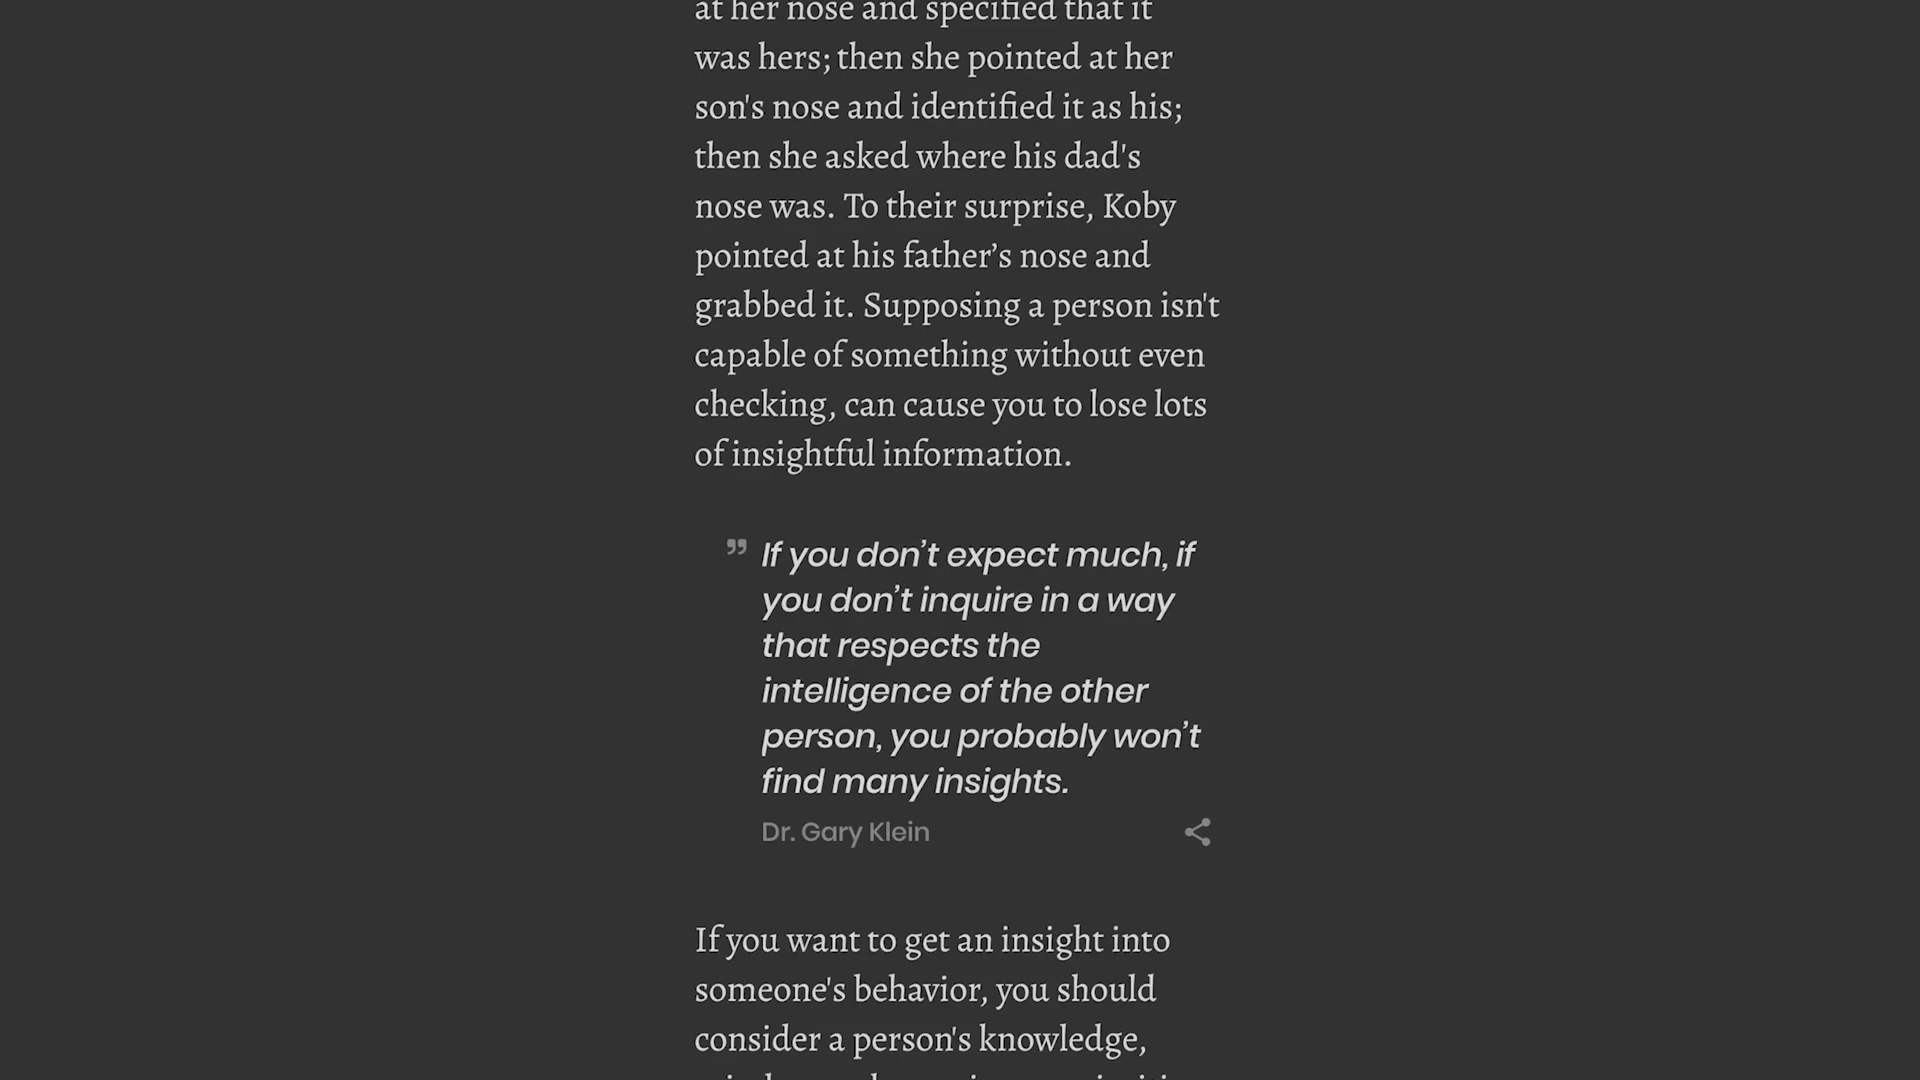 at her nose and specified that it
was hers; then she pointed at her
son's nose and identified it as his;
then she asked where his dad's
nose was. To their surprise, Koby
pointed at his father’s nose and
grabbed it. Supposing a person isn't
capable of something without even
checking, can cause you to lose lots
of insightful information.
” If you don’t expect much, if
you don’t inquire in a way
that respects the
intelligence of the other
person, you probably won’t
find many insights.
Dr. Gary Klein
If you want to get an insight into
someone's behavior, you should
consider a person's knowledge,